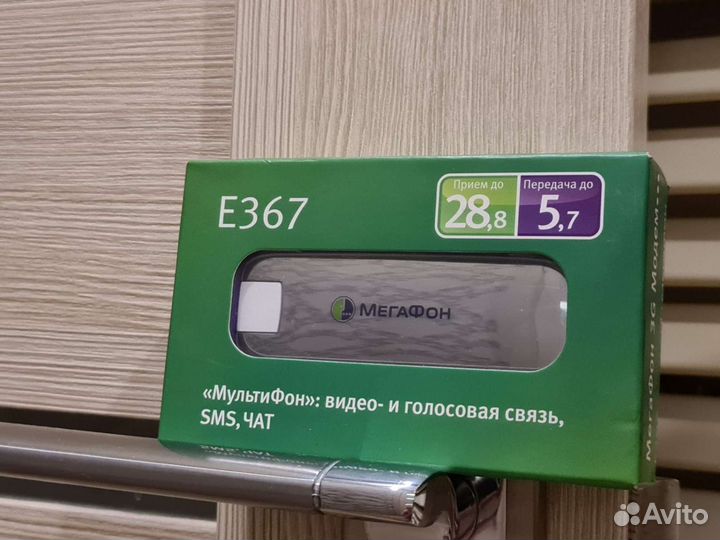 E367
Прием до
28,8
Передача до
5,7
МЕГАФОН
«МультиФон»: видео- и голосовая связь,
SMS, ЧАТ
МегаФон 3G Модем
Avito